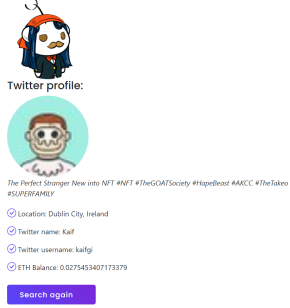 Twitter profile:
The Perfect Stranger New into NFT #NFT #TheGOATSociety #HapeBeast #AKCC #TheTakeo
#SUPERFAMILY
Location: Dublin City, Ireland
Twitter name: Kaif
Twitter username: kaifgi
ETH Balance: 0.0275453407173379
Search again